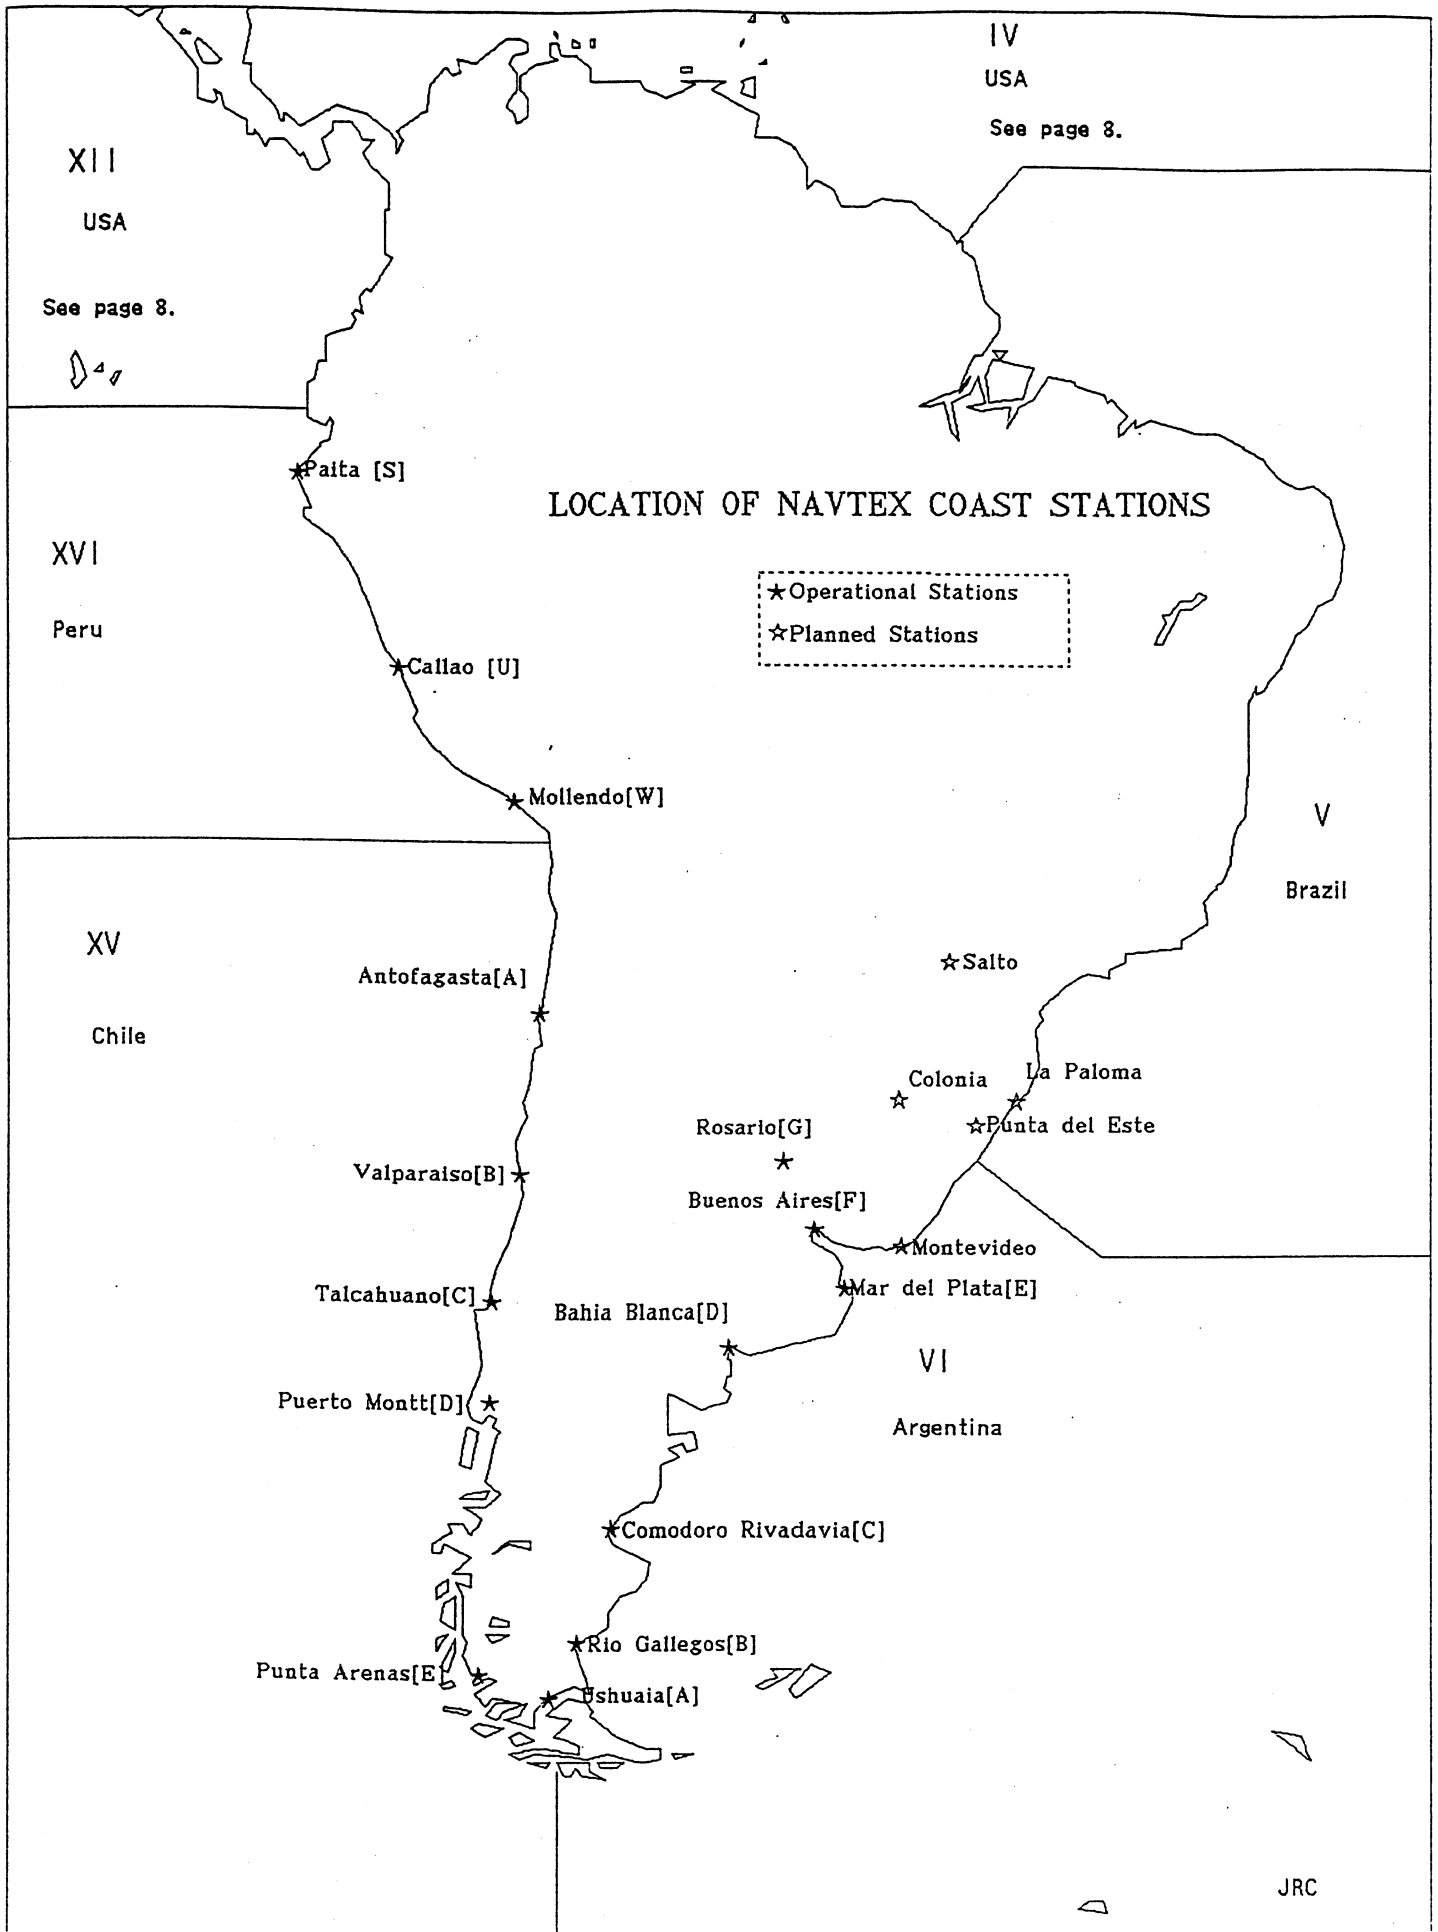 IV
USA
See page 8.
XII
USA
See page 8.
Paita [S]
LOCATION OF NAVTEX COAST STATIONS
XVI
Peru
★Operational Stations
☆Planned Stations
Callao [U]
Mollendo[W]
V
Brazil
XV
Chile
Salto
Antofagasta[A]
Colonia
La Paloma
Punta del Este
Rosario[G]
Valparaiso[B]
Buenos Aires[F]
Montevideo
Mar del Plata[E]
Talcahuano[C]
Bahia Blanca[D]
VI
Argentina
Puerto Montt[D]
Comodoro Rivadavia[C]
Rio Gallegos[B]
Punta Arenas[E
Ushuaia[A]
JRC